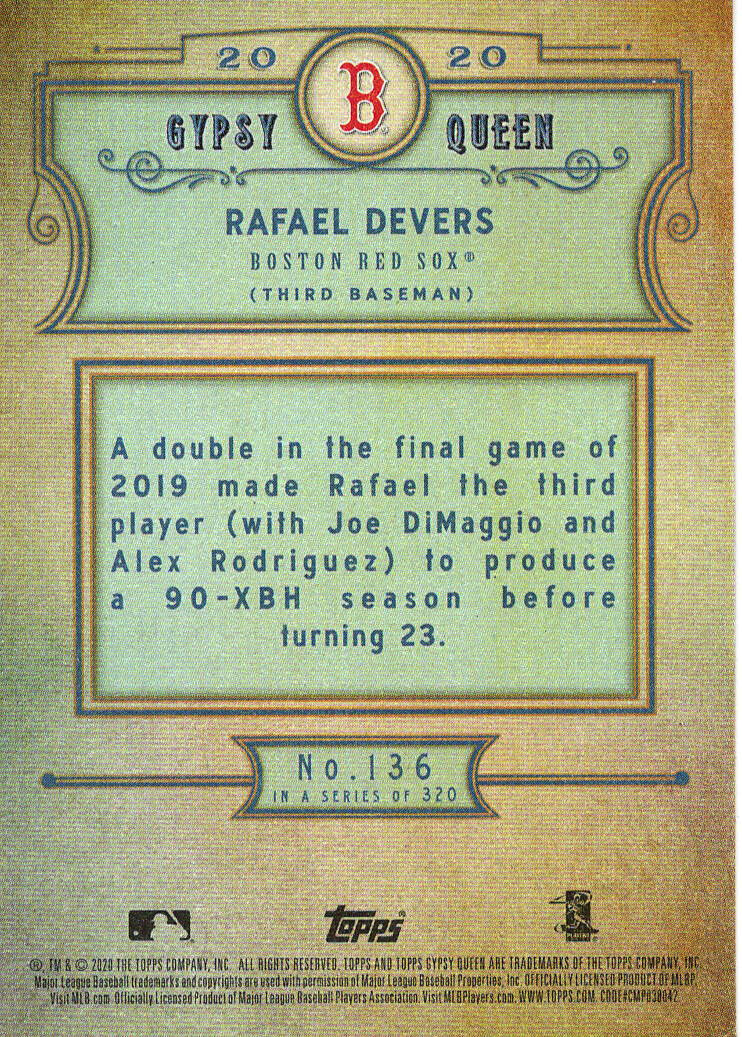 20 B 20
GYPSY QUEEN
RAFAEL DEVERS
BOSTON RED SOX®
(THIRD BASEMAN)
A double in the final game of
2019 made Rafael the third
player (with Joe DiMaggio and
Alex Rodriguez) to produce
a 90-XBH season before
turning 23.
No.136
IN A SERIES OF 320
Topps®
®, TM & © 2020 THE TOPPS COMPANY, INC. ALL RIGHTS RESERVED. TOPPS AND TOPPS GYPSY QUEEN ARE TRADEMARKS OF THE TOPPS COMPANY, INC.
Major League Baseball trademarks and copyrights are used with permission of Major League Baseball Properties, Inc. OFFICIALLY LICENSED PRODUCT OF MLBP.
Visit MLB.com. Officially Licensed Product of Major League Baseball Players Association. Visit MLBPlayers.com. WWW.TOPPS.COM. CODE#CMP030042